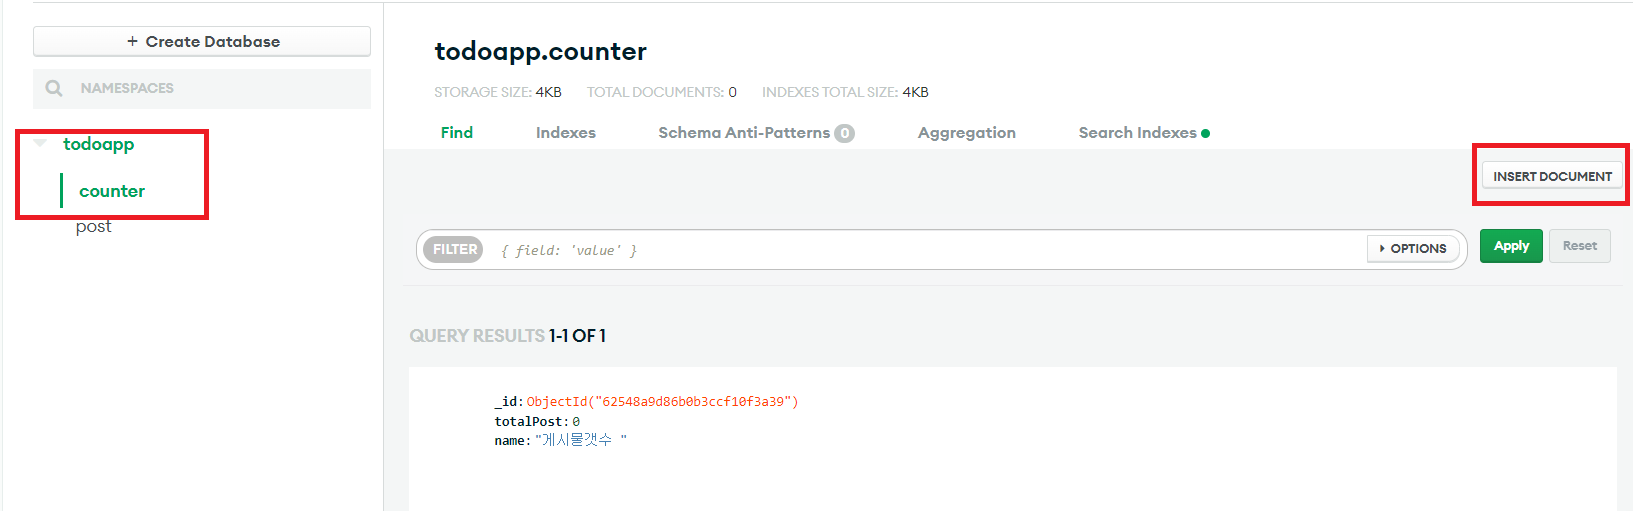 + Create Database
NAMESPACES
todoapp
counter
post
todoapp.counter
STORAGE SIZE: 4KB TOTAL DOCUMENTS: 0 INDEXES TOTAL SIZE: 4KB
Find Indexes Schema Anti-Patterns 0 Aggregation Search Indexes
INSERT DOCUMENT
FILTER { field: 'value' } OPTIONS Apply Reset
QUERY RESULTS 1-1 OF 1
_id: ObjectId("62548a9d86b0b3ccf10f3a39")
totalPost: 0
name: "게시물갯수 "